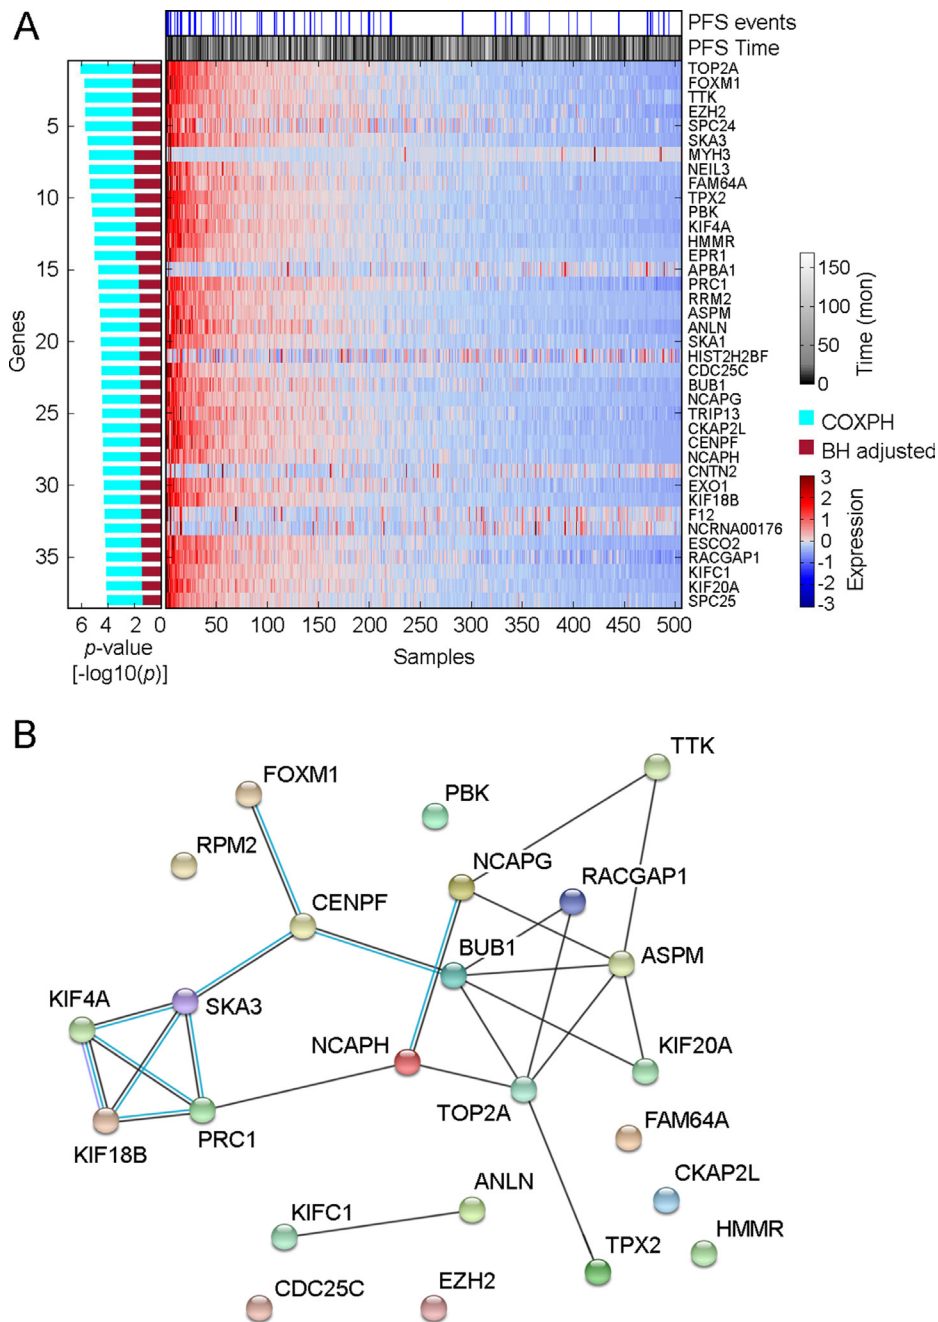 A
PFS events
PFS Time
TOP2A
FOXM1
TTK
EZH2
SPC24
SKA3
MYH3
NEIL3
FAM64A
TPX2
PBK
KIF4A
HMMR
EPR1
APBA1
PRC1
RRM2
ASPM
ANLN
SKA1
HIST2H2BF
CDC25C
BUB1
NCAPG
TRIP13
CKAP2L
CENPF
NCAPH
CNTN2
EXO1
KIF18B
F12
NCRNA00176
ESCO2
RACGAP1
KIFC1
KIF20A
SPC25
Genes
5
10
15
20
25
30
35
6 4 2 0
p-value
[-log10(p)]
50 100 150 200 250 300 350 400 450 500
Samples
150
100
50
0
Time (mon)
COXPH
BH adjusted
3
2
1
0
-1
-2
-3
Expression
B
TTK
FOXM1
PBK
RPM2
NCAPG
RACGAP1
CENPF
BUB1
ASPM
KIF4A
SKA3
NCAPH
KIF20A
TOP2A
FAM64A
KIF18B
PRC1
CKAP2L
ANLN
KIFC1
HMMR
TPX2
CDC25C
EZH2